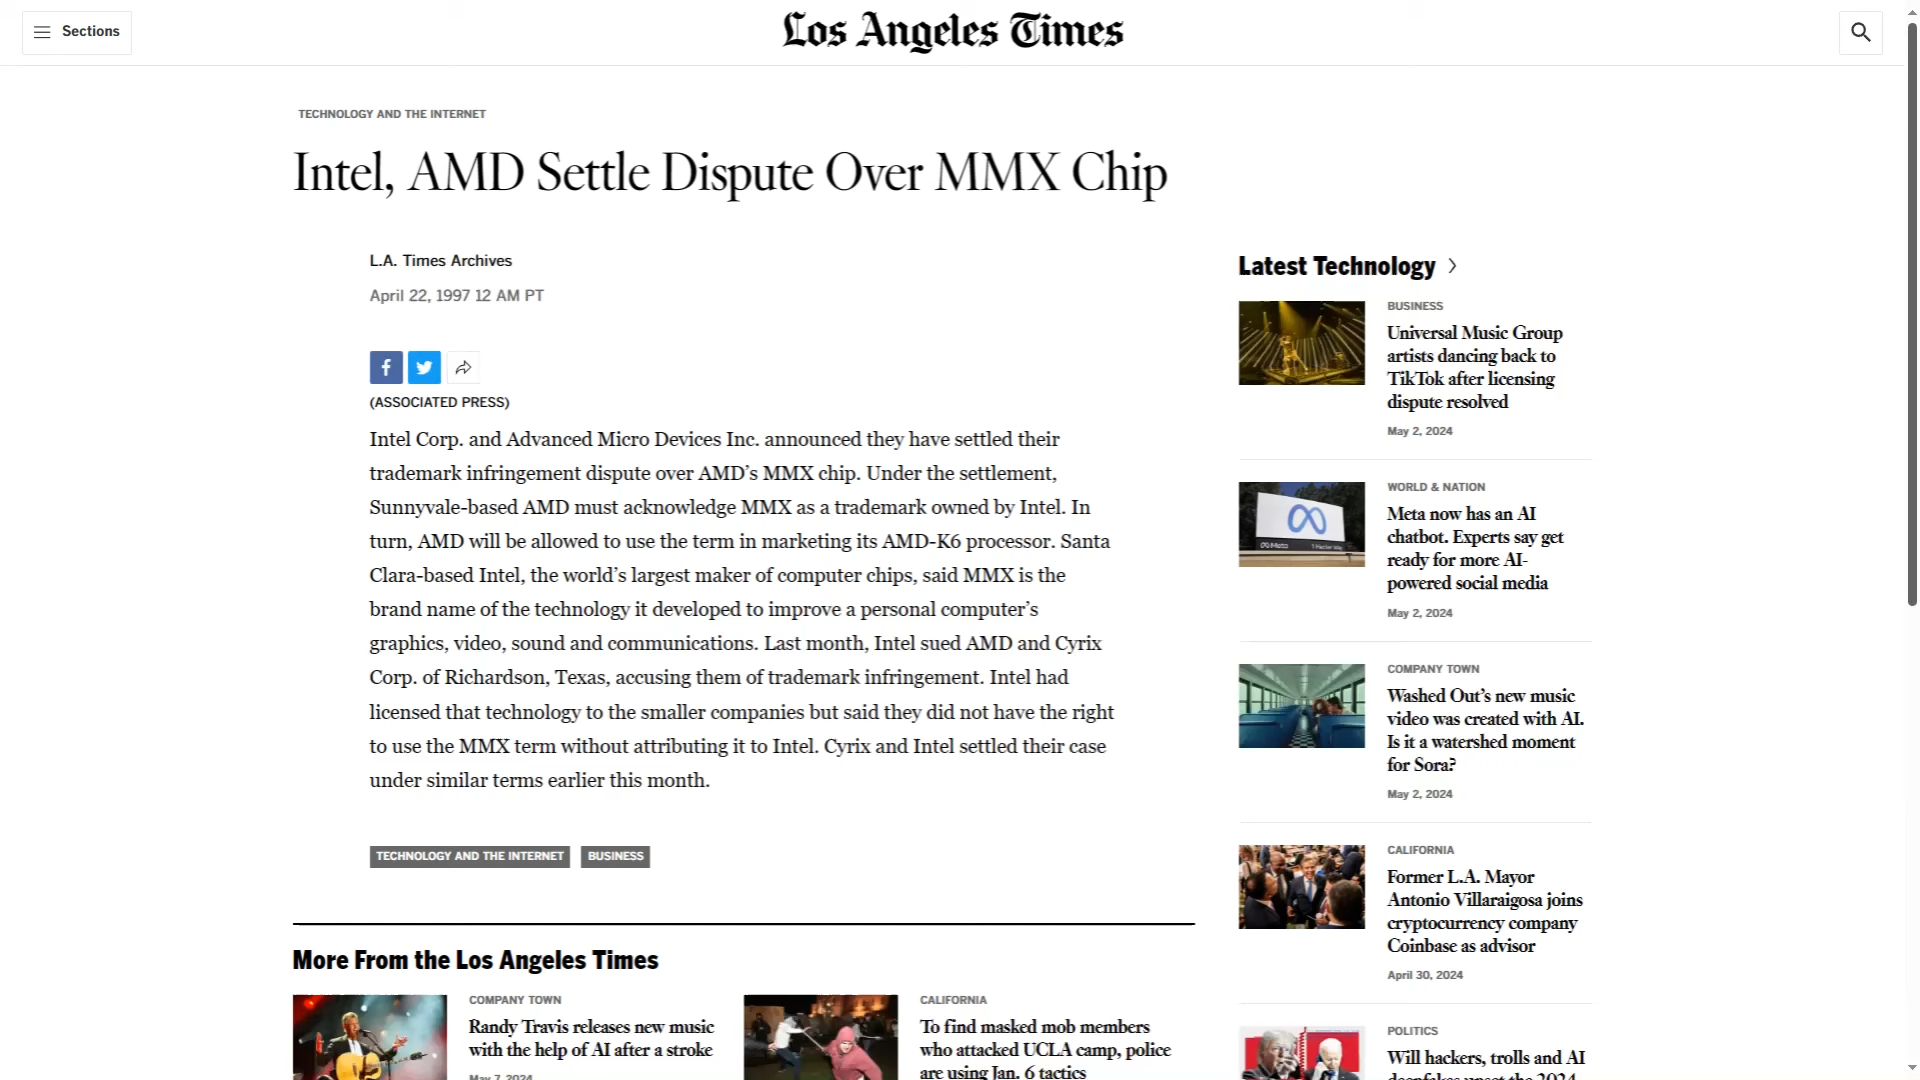 Sections
Los Angeles Times
TECHNOLOGY AND THE INTERNET
Intel, AMD Settle Dispute Over MMX Chip
L.A. Times Archives
April 22, 1997 12 AM PT
(ASSOCIATED PRESS)
Intel Corp. and Advanced Micro Devices Inc. announced they have settled their
trademark infringement dispute over AMD’s MMX chip. Under the settlement,
Sunnyvale-based AMD must acknowledge MMX as a trademark owned by Intel. In
turn, AMD will be allowed to use the term in marketing its AMD-K6 processor. Santa
Clara-based Intel, the world’s largest maker of computer chips, said MMX is the
brand name of the technology it developed to improve a personal computer’s
graphics, video, sound and communications. Last month, Intel sued AMD and Cyrix
Corp. of Richardson, Texas, accusing them of trademark infringement. Intel had
licensed that technology to the smaller companies but said they did not have the right
to use the MMX term without attributing it to Intel. Cyrix and Intel settled their case
under similar terms earlier this month.
TECHNOLOGY AND THE INTERNET
BUSINESS
Latest Technology
BUSINESS
Universal Music Group
artists dancing back to
TikTok after licensing
dispute resolved
May 2, 2024
WORLD & NATION
Meta now has an AI
chatbot. Experts say get
ready for more AI-
powered social media
May 2, 2024
COMPANY TOWN
Washed Out’s new music
video was created with AI.
Is it a watershed moment
for Sora?
May 2, 2024
CALIFORNIA
Former L.A. Mayor
Antonio Villaraigosa joins
cryptocurrency company
Coinbase as advisor
April 30, 2024
POLITICS
Will hackers, trolls and AI
deepfakes upset the 2024
More From the Los Angeles Times
COMPANY TOWN
Randy Travis releases new music
with the help of AI after a stroke
May 7, 2024
CALIFORNIA
To find masked mob members
who attacked UCLA camp, police
are using Jan. 6 tactics